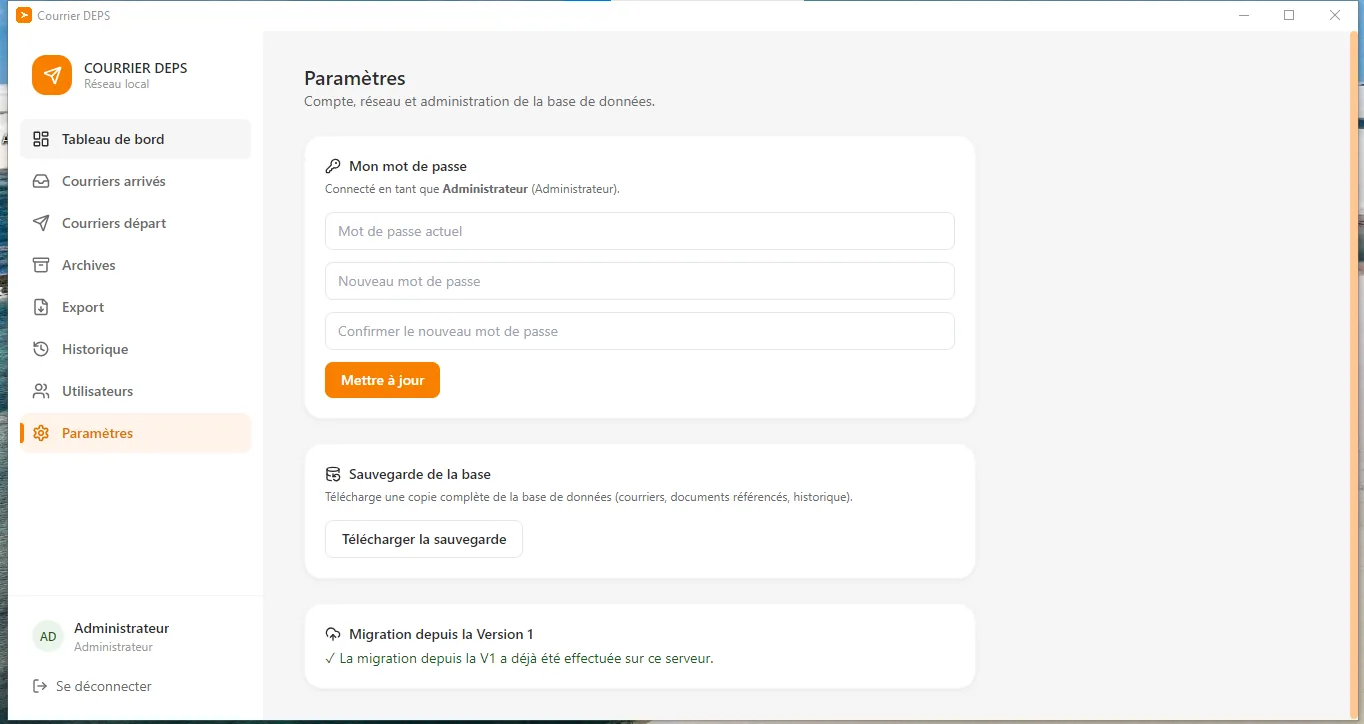 Courrier DEPS
COURRIER DEPS
Réseau local
Tableau de bord
Courriers arrivés
Courriers départ
Archives
Export
Historique
Utilisateurs
Paramètres
AD
Administrateur
Administrateur
Se déconnecter
Paramètres
Compte, réseau et administration de la base de données.
Mon mot de passe
Connecté en tant que Administrateur (Administrateur).
Mot de passe actuel
Nouveau mot de passe
Confirmer le nouveau mot de passe
Mettre à jour
Sauvegarde de la base
Télécharge une copie complète de la base de données (courriers, documents référencés, historique).
Télécharger la sauvegarde
Migration depuis la Version 1
✓ La migration depuis la V1 a déjà été effectuée sur ce serveur.